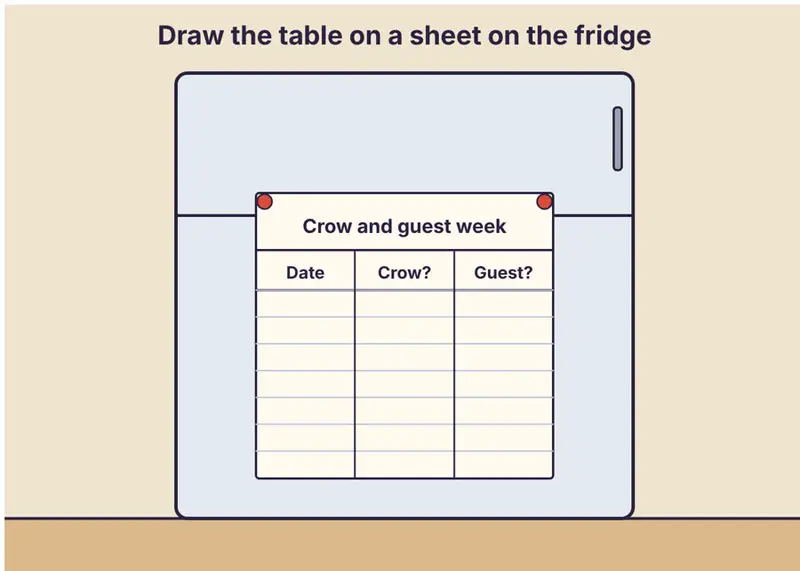 Draw the table on a sheet on the fridge
Crow and guest week
Date Crow? Guest?